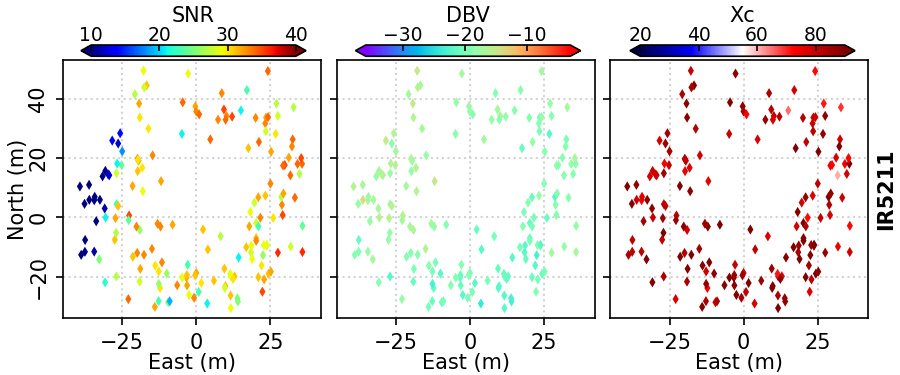 SNR DBV Xc
10 20 30 40 −30 −20 −10 20 40 60 80
40
20
0
−20
North (m)
IR5211
−25 0 25 −25 0 25 −25 0 25
East (m) East (m) East (m)